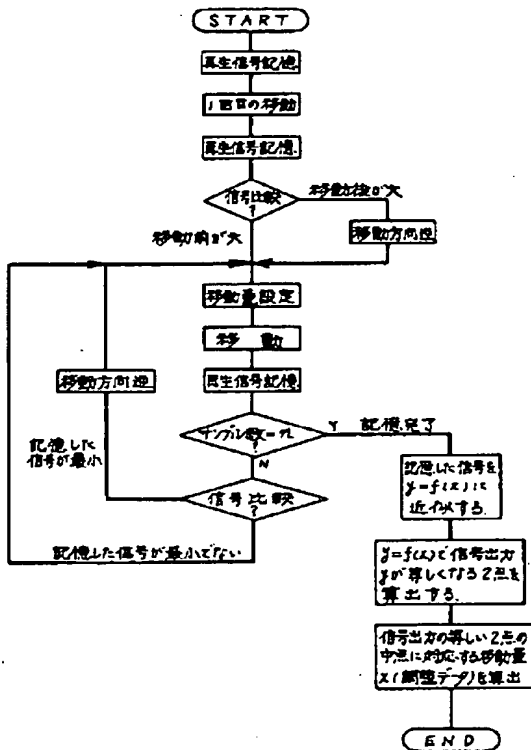 START
再生信号記憶
1回目の移動
再生信号記憶
信号比較
?
移動後が大
移動前が大
移動方向逆
移動量設定
移動
再生信号記憶
移動方向逆
サンプル数=n
?
Y 記憶完了
N
記憶した
信号が最小
信号比較
?
記憶した信号が最小でない
記憶した信号を
y=f(x)に
近似する
y=f(x)で信号出力
yが等しくなる2点を
算出する.
信号出力の等しい2点の
中点に対応する移動量
x(調整データ)を算出
END